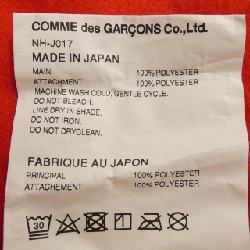 COMME des GARÇONS Co.,Ltd.
NH-J017
MADE IN JAPAN
MAIN 100% POLYESTER
ATTACHMENT 100% POLYESTER
MACHINE WASH COLD, GENTLE CYCLE.
DO NOT BLEACH.
LINE DRY IN SHADE.
DO NOT IRON.
DO NOT DRYCLEAN.
FABRIQUE AU JAPON
PRINCIPAL 100% POLYESTER
ATTACHEMENT 100% POLYESTER
30